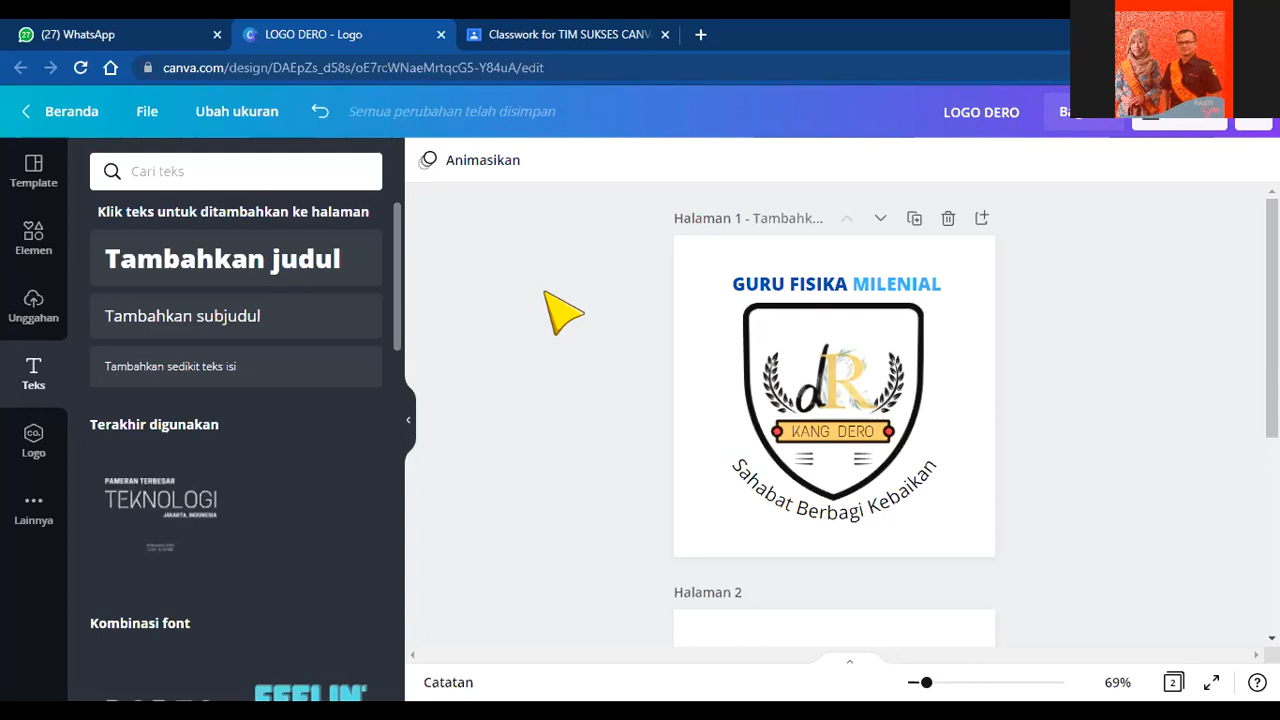 (27) WhatsApp
LOGO DERO - Logo
Classwork for TIM SUKSES CANV
canva.com/design/DAEpZs_d58s/oE7rcWNaeMrtqcG5-Y84uA/edit
Beranda
File
Ubah ukuran
Semua perubahan telah disimpan
LOGO DERO
PASTI
Template
Elemen
Unggahan
Teks
Logo
Lainnya
Cari teks
Klik teks untuk ditambahkan ke halaman
Tambahkan judul
Tambahkan subjudul
Tambahkan sedikit teks isi
Terakhir digunakan
PAMERAN TERBESAR
TEKNOLOGI
JAKARTA, INDONESIA
Kombinasi font
FEELIN'
Animasikan
Halaman 1 - Tambahk...
GURU FISIKA MILENIAL
dR
KANG DERO
Sahabat Berbagi Kebaikan
Halaman 2
Catatan
69%
2